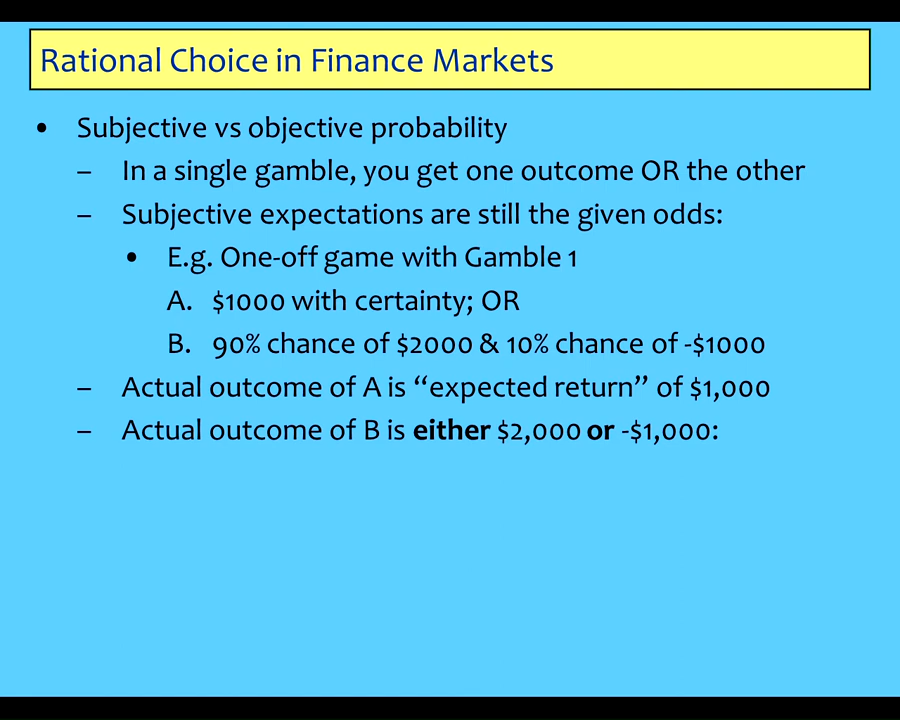 Rational Choice in Finance Markets
• Subjective vs objective probability
– In a single gamble, you get one outcome OR the other
– Subjective expectations are still the given odds:
• E.g. One-off game with Gamble 1
A. $1000 with certainty; OR
B. 90% chance of $2000 & 10% chance of -$1000
– Actual outcome of A is “expected return” of $1,000
– Actual outcome of B is either $2,000 or -$1,000: